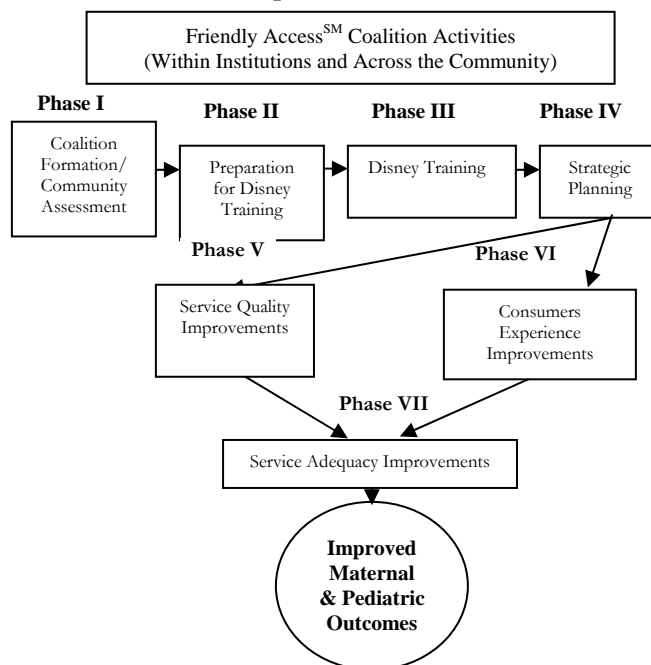 Friendly Access^SM Coalition Activities
(Within Institutions and Across the Community)
Phase I
Phase II
Phase III
Phase IV
Coalition
Formation/
Community
Assessment
Preparation
for Disney
Training
Disney Training
Strategic
Planning
Phase V
Phase VI
Service Quality
Improvements
Consumers
Experience
Improvements
Phase VII
Service Adequacy Improvements
Improved
Maternal
& Pediatric
Outcomes